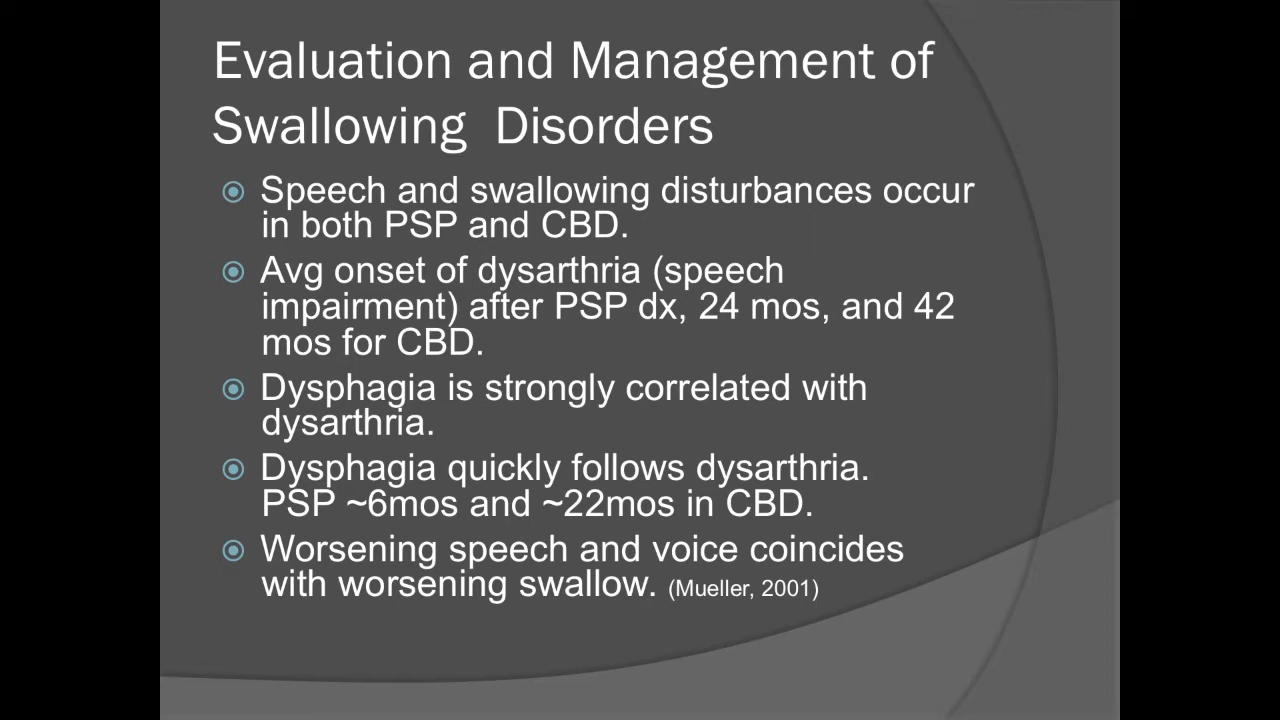 Evaluation and Management of
Swallowing  Disorders
Speech and swallowing disturbances occur
in both PSP and CBD.
Avg onset of dysarthria (speech
impairment) after PSP dx, 24 mos, and 42
mos for CBD.
Dysphagia is strongly correlated with
dysarthria.
Dysphagia quickly follows dysarthria.
PSP ~6mos and ~22mos in CBD.
Worsening speech and voice coincides
with worsening swallow. (Mueller, 2001)